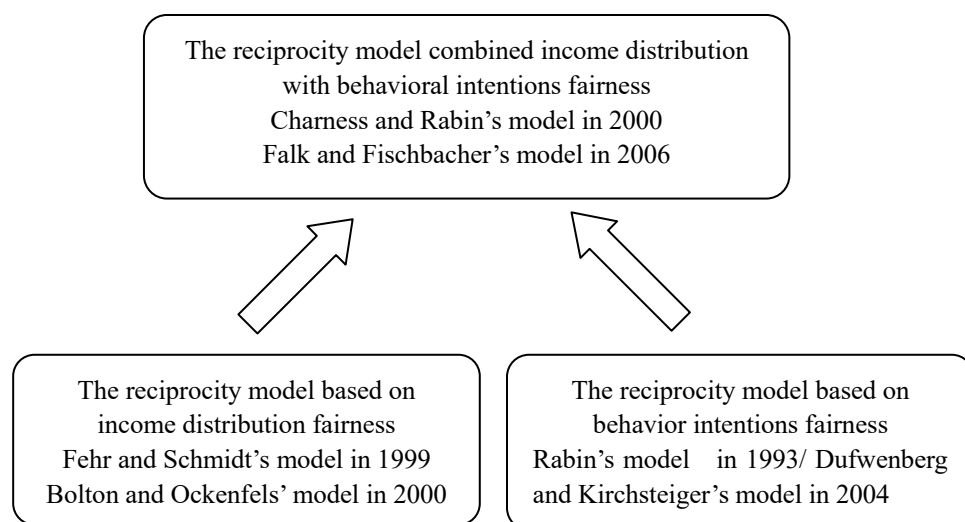 The reciprocity model combined income distribution
with behavioral intentions fairness
Charness and Rabin’s model in 2000
Falk and Fischbacher’s model in 2006
The reciprocity model based on
income distribution fairness
Fehr and Schmidt’s model in 1999
Bolton and Ockenfels’ model in 2000
The reciprocity model based on
behavior intentions fairness
Rabin’s model in 1993/ Dufwenberg
and Kirchsteiger’s model in 2004